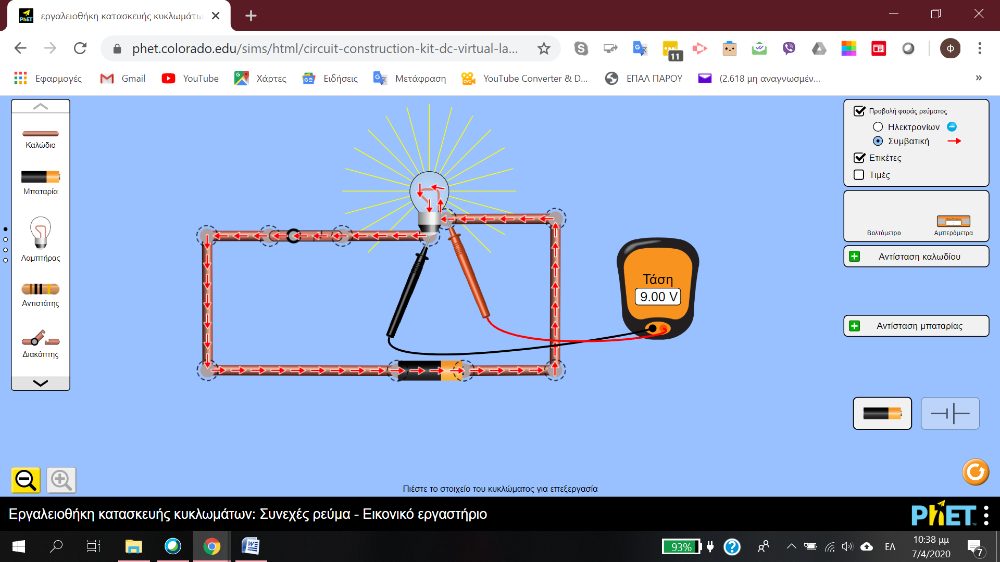 εργαλειοθήκη κατασκευής κυκλωμάτω
phet.colorado.edu/sims/html/circuit-construction-kit-dc-virtual-la...
11
Φ
Εφαρμογές
Gmail
YouTube
Χάρτες
Ειδήσεις
Μετάφραση
YouTube Converter & D...
ΕΠΑΛ ΠΑΡΟΥ
(2.618 μη αναγνωσμέν...
»
Καλώδιο
Μπαταρία
Λαμπτήρας
Αντιστάτης
Διακόπτης
Τάση
9.00 V
Προβολή φοράς ρεύματος
Ηλεκτρονίων
Συμβατική
Ετικέτες
Τιμές
Βολτόμετρο
Αμπερόμετρα
Αντίσταση καλωδίου
Αντίσταση μπαταρίας
Πιέστε το στοιχείο του κυκλώματος για επεξεργασία
Εργαλειοθήκη κατασκευής κυκλωμάτων: Συνεχές ρεύμα - Εικονικό εργαστήριο
PhET
93%
ΕΛ
10:38 μμ
7/4/2020
7